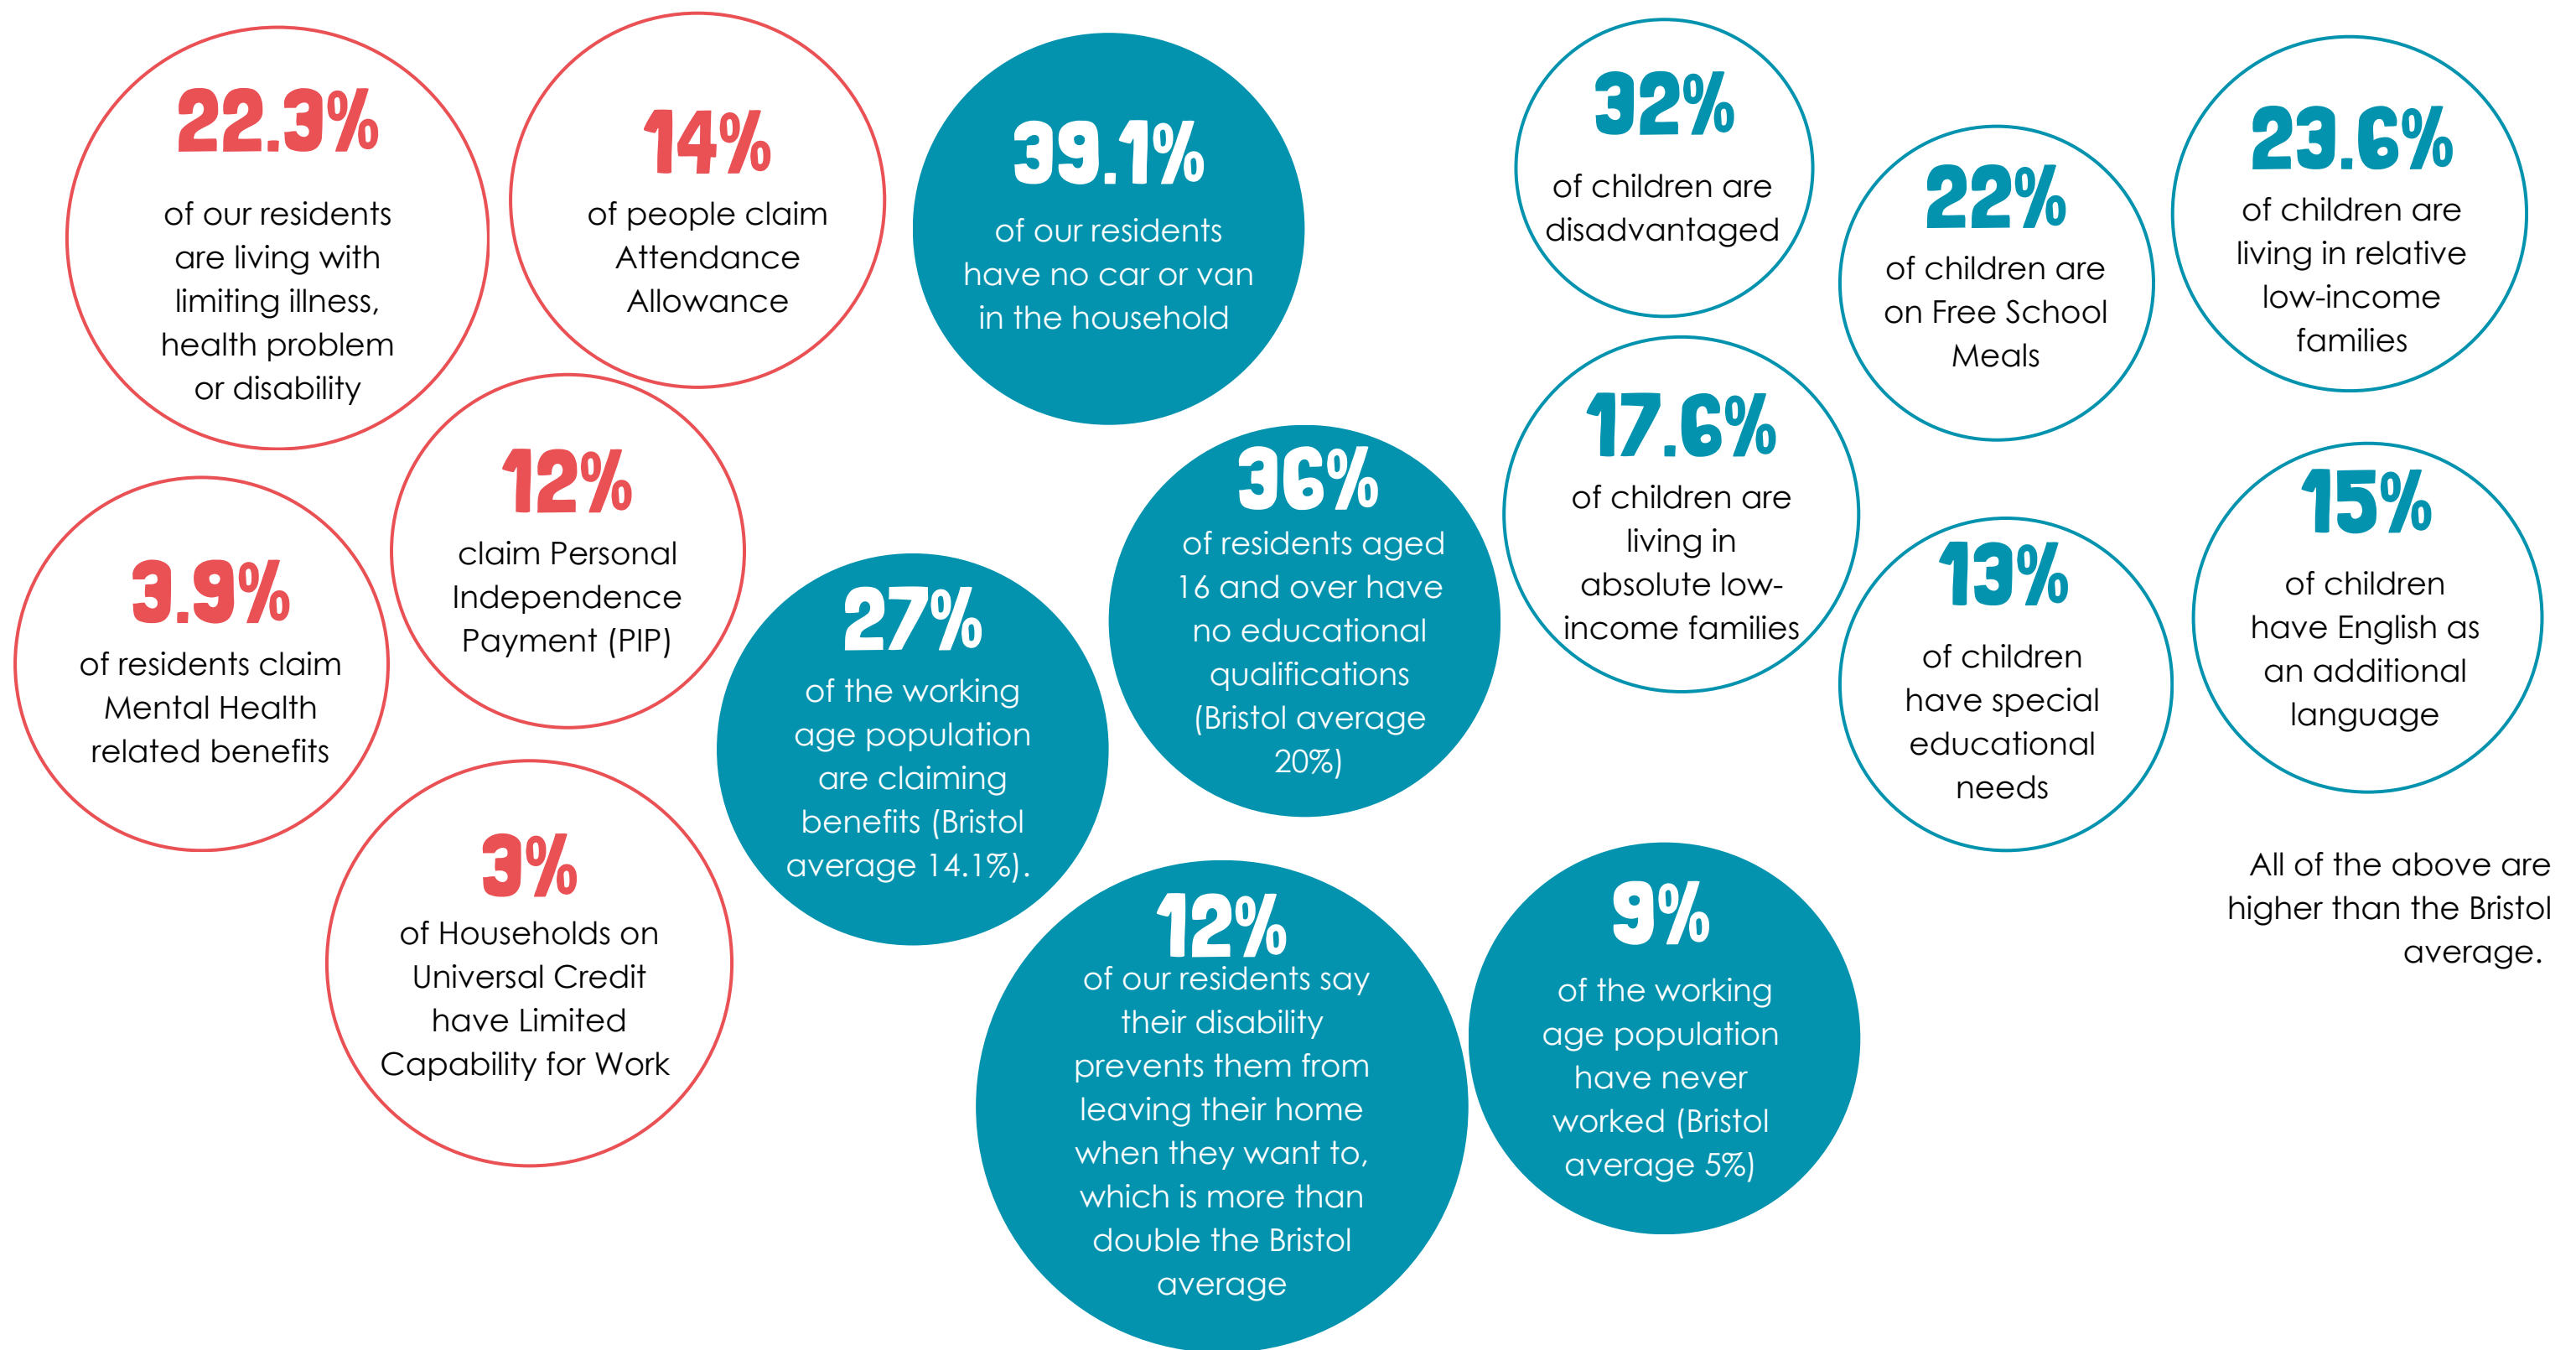 22.3%
of our residents
are living with
limiting illness,
health problem
or disability
14%
of people claim
Attendance
Allowance
39.1%
of our residents
have no car or van
in the household
32%
of children are
disadvantaged
22%
of children are
on Free School
Meals
23.6%
of children are
living in relative
low-income
families
3.9%
of residents claim
Mental Health
related benefits
12%
claim Personal
Independence
Payment (PIP)
27%
of the working
age population
are claiming
benefits (Bristol
average 14.1%).
36%
of residents aged
16 and over have
no educational
qualifications
(Bristol average
20%)
17.6%
of children are
living in
absolute low-
income families
13%
of children
have special
educational
needs
15%
of children
have English as
an additional
language
3%
of Households on
Universal Credit
have Limited
Capability for Work
12%
of our residents say
their disability
prevents them from
leaving their home
when they want to,
which is more than
double the Bristol
average
9%
of the working
age population
have never
worked (Bristol
average 5%)
All of the above are
higher than the Bristol
average.